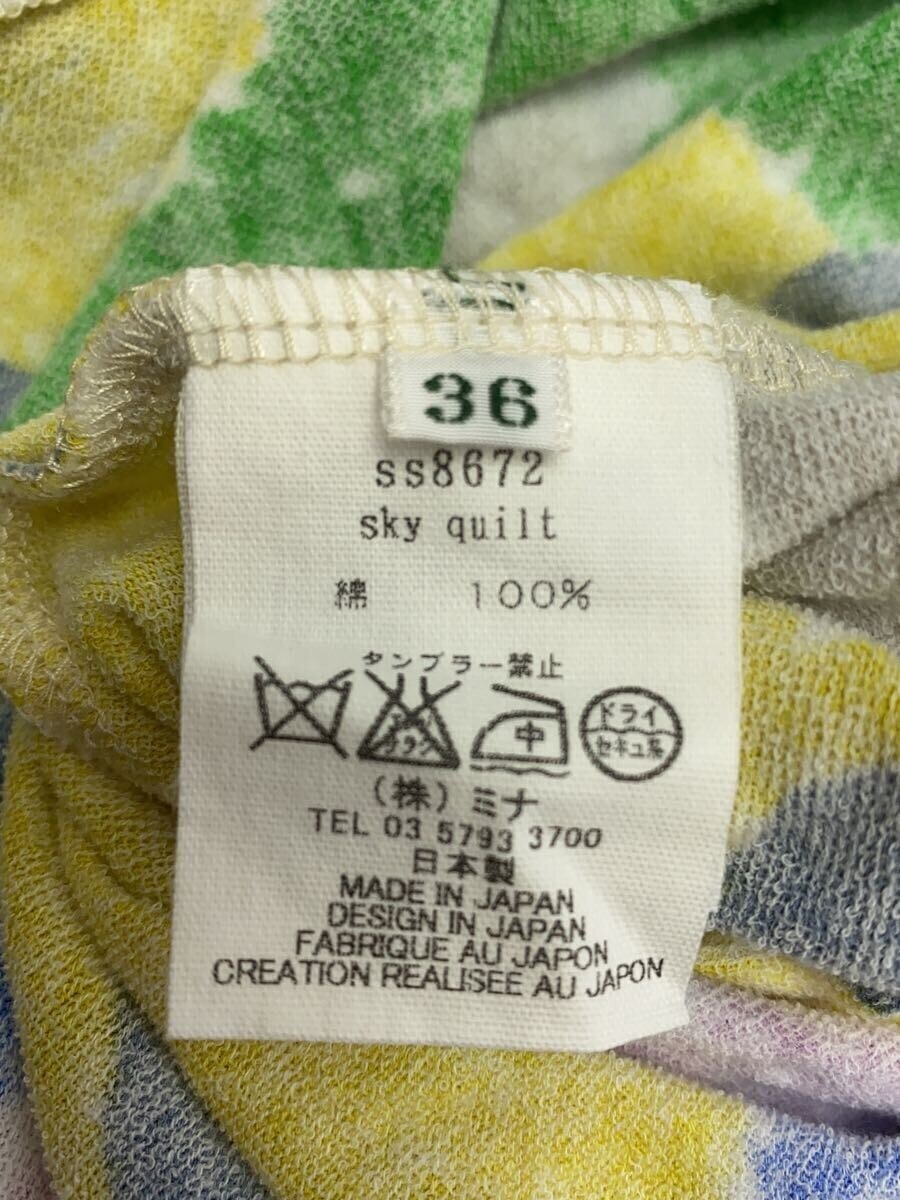 36
ss8672
sky quilt
綿 100%
タンブラー禁止
中
ドライ
セキユ系
(株)ミナ
TEL 03 5793 3700
日本製
MADE IN JAPAN
DESIGN IN JAPAN
FABRIQUE AU JAPON
CREATION REALISEE AU JAPON